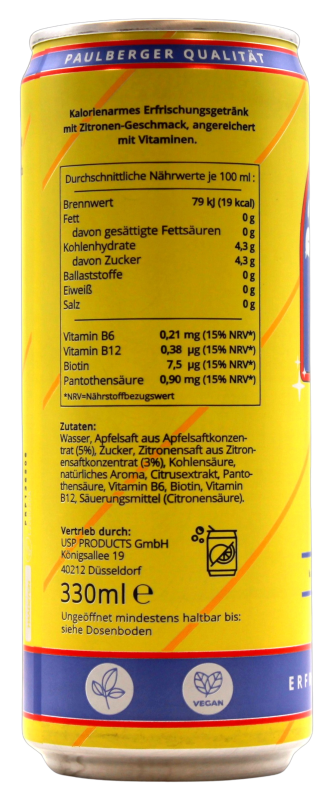 PAULBERGER QUALITÄT
Kalorienarmes Erfrischungsgetränk
mit Zitronen-Geschmack, angereichert
mit Vitaminen.
Durchschnittliche Nährwerte je 100 ml :
Brennwert 79 kJ (19 kcal)
Fett 0 g
davon gesättigte Fettsäuren 0 g
Kohlenhydrate 4,3 g
davon Zucker 4,3 g
Ballaststoffe 0 g
Eiweiß 0 g
Salz 0 g
Vitamin B6 0,21 mg (15% NRV*)
Vitamin B12 0,38 µg (15% NRV*)
Biotin 7,5 µg (15% NRV*)
Pantothensäure 0,90 mg (15% NRV*)
*NRV=Nährstoffbezugswert
Zutaten:
Wasser, Apfelsaft aus Apfelsaftkonzen-
trat (5%), Zucker, Zitronensaft aus Zitron-
ensaftkonzentrat (3%), Kohlensäure,
natürliches Aroma, Citrusextrakt, Panto-
thensäure, Vitamin B6, Biotin, Vitamin
B12, Säuerungsmittel (Citronensäure).
Vertrieb durch:
USP PRODUCTS GmbH
Königsallee 19
40212 Düsseldorf
330ml ℮
Ungeöffnet mindestens haltbar bis:
siehe Dosenboden
VEGAN
ERF